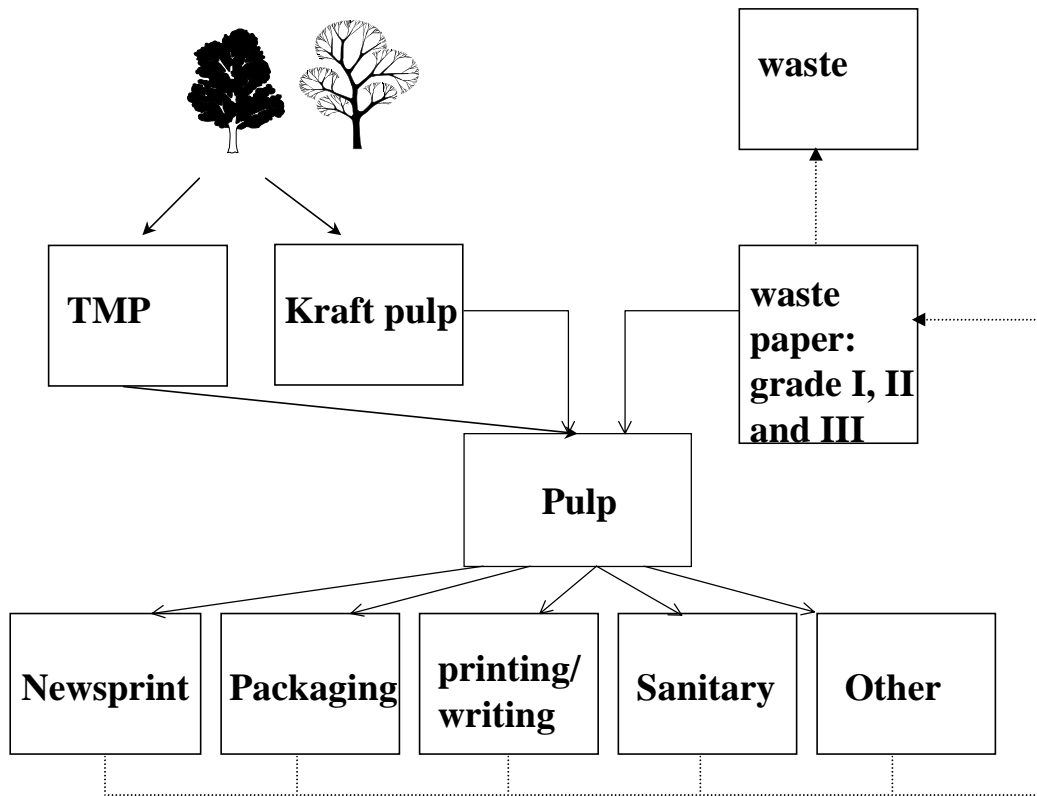 waste
TMP
Kraft pulp
waste
paper:
grade I, II
and III
Pulp
Newsprint
Packaging
printing/
writing
Sanitary
Other